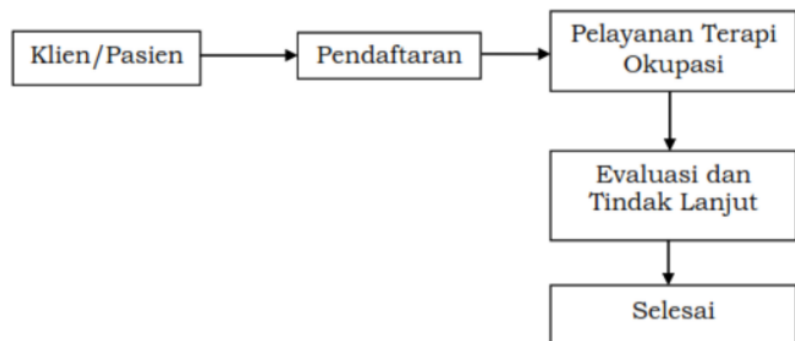 Klien/Pasien
Pendaftaran
Pelayanan Terapi
Okupasi
Evaluasi dan
Tindak Lanjut
Selesai